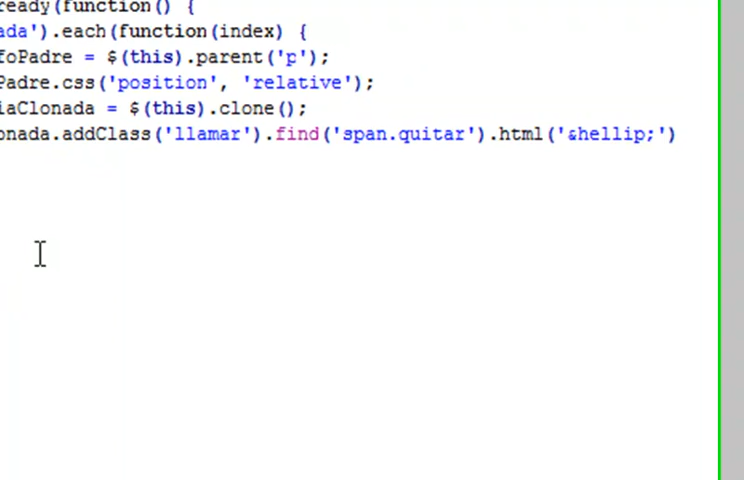 ready(function() {
ada').each(function(index) {
foPadre = $(this).parent('p');
Padre.css('position', 'relative');
iaClonada = $(this).clone();
onada.addClass('llamar').find('span.quitar').html('&hellip;')